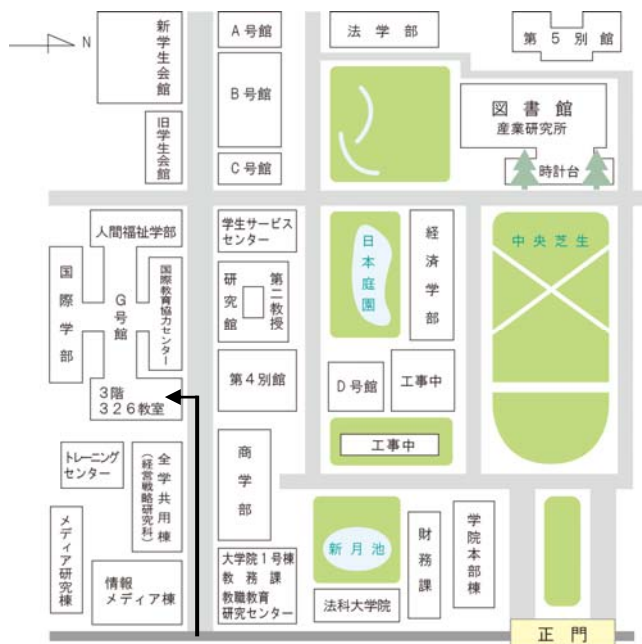 N
新学生会館
A号館
法学部
第5別館
B号館
図書館
産業研究所
旧学生会館
C号館
時計台
人間福祉学部
学生サービス
センター
日本庭園
経済学部
中央芝生
国際学部
G号館
国際教育協力センター
第二教授
研究館
3階
326教室
第4別館
D号館
工事中
トレーニング
センター
全学共用棟
(経営戦略研究科)
商学部
工事中
メディア研究棟
情報
メディア棟
大学院1号棟
教務課
教職教育
研究センター
新月池
法科大学院
財務課
学院本部棟
正門